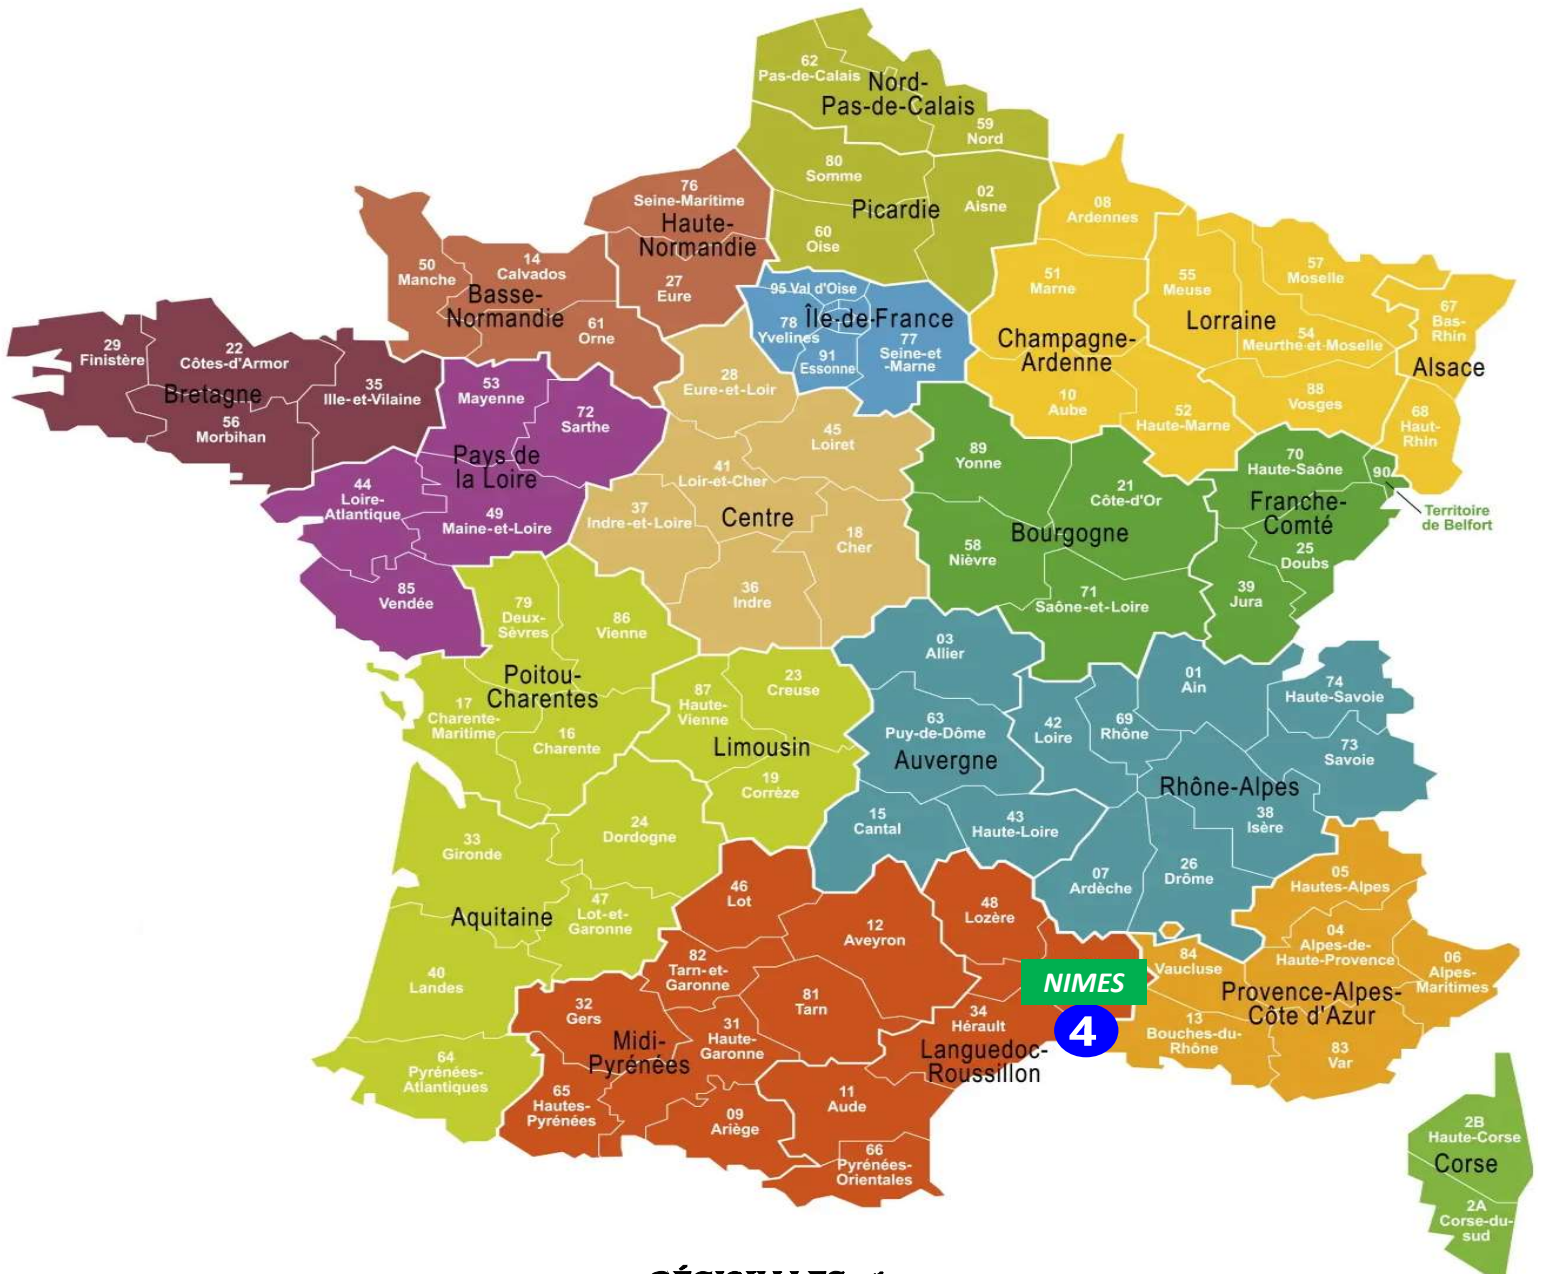 62
Pas-de-Calais
Nord-
Pas-de-Calais
59
Nord
80
Somme
02
Aisne
Picardie
60
Oise
76
Seine-Maritime
Haute-
Normandie
27
Eure
50
Manche
14
Calvados
Basse-
Normandie
61
Orne
08
Ardennes
51
Marne
Champagne-
Ardenne
10
Aube
52
Haute-Marne
55
Meuse
57
Moselle
Lorraine
54
Meurthe-et-Moselle
88
Vosges
67
Bas-
Rhin
Alsace
68
Haut-
Rhin
95 Val d'Oise
Île-de-France
78
Yvelines
91
Essonne
77
Seine-et
-Marne
29
Finistère
22
Côtes-d'Armor
Bretagne
35
Ille-et-Vilaine
56
Morbihan
53
Mayenne
72
Sarthe
Pays de
la Loire
44
Loire-
Atlantique
49
Maine-et-Loire
85
Vendée
28
Eure-et-Loir
45
Loiret
41
Loir-et-Cher
37
Indre-et-Loire
Centre
18
Cher
36
Indre
89
Yonne
21
Côte-d'Or
Bourgogne
58
Nièvre
71
Saône-et-Loire
70
Haute-Saône
90
Territoire
de Belfort
Franche-
Comté
25
Doubs
39
Jura
79
Deux-
Sèvres
86
Vienne
Poitou-
Charentes
17
Charente-
Maritime
16
Charente
87
Haute-
Vienne
23
Creuse
Limousin
19
Corrèze
03
Allier
63
Puy-de-Dôme
Auvergne
15
Cantal
43
Haute-Loire
42
Loire
69
Rhône
01
Ain
74
Haute-Savoie
73
Savoie
Rhône-Alpes
38
Isère
07
Ardèche
26
Drôme
33
Gironde
24
Dordogne
Aquitaine
47
Lot-et-
Garonne
40
Landes
64
Pyrénées-
Atlantiques
46
Lot
12
Aveyron
82
Tarn-et-
Garonne
81
Tarn
32
Gers
31
Haute-
Garonne
Midi-
Pyrénées
65
Hautes-
Pyrénées
09
Ariège
48
Lozère
NIMES
4
34
Hérault
Languedoc-
Roussillon
11
Aude
66
Pyrénées-
Orientales
05
Hautes-Alpes
04
Alpes-de-
Haute-Provence
06
Alpes-
Maritimes
84
Vaucluse
Provence-Alpes-
Côte d'Azur
13
Bouches-du-
Rhône
83
Var
2B
Haute-Corse
Corse
2A
Corse-du-
sud